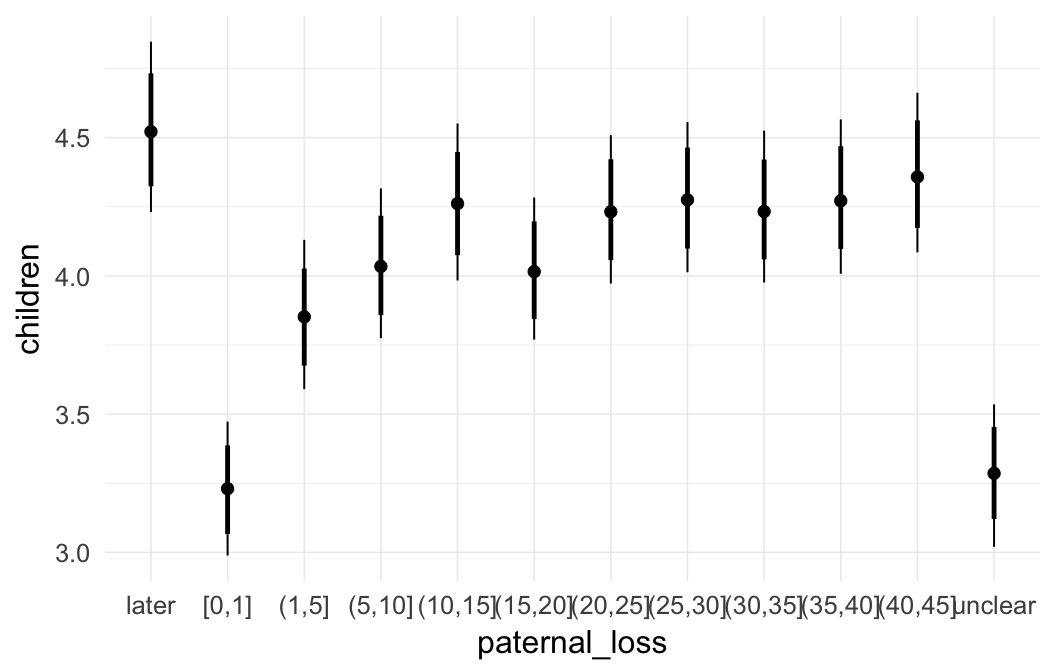 children
4.5
4.0
3.5
3.0
later [0,1] (1,5] (5,10] (10,15] (15,20] (20,25] (25,30] (30,35] (35,40] (40,45] unclear
paternal_loss